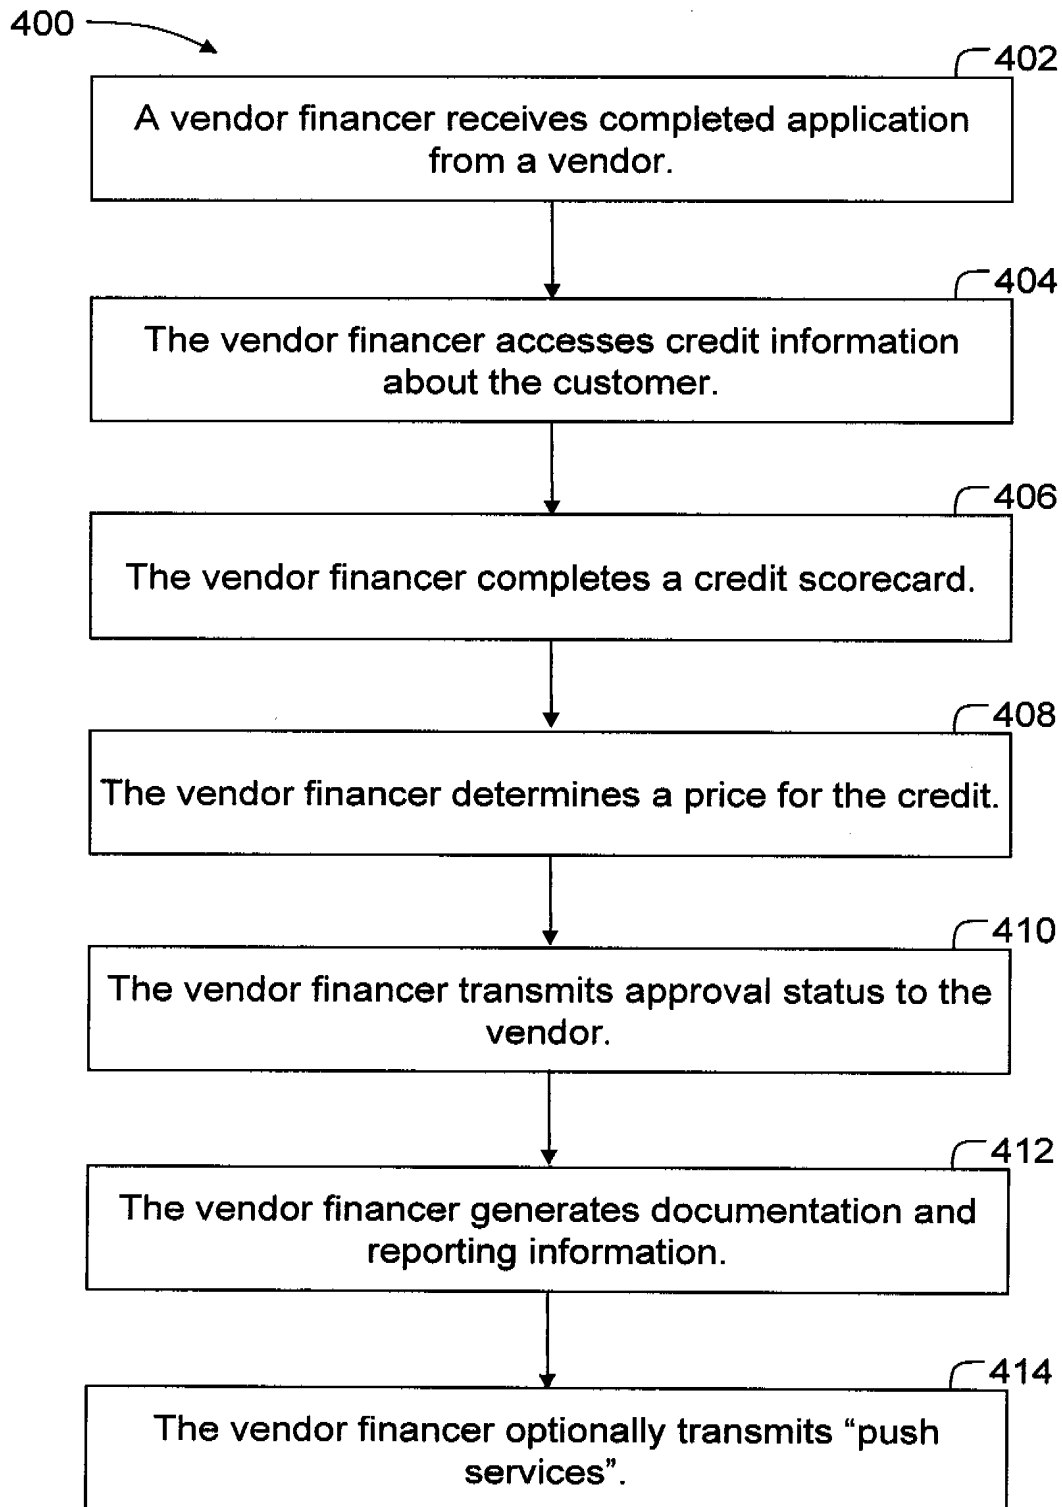 400
402
A vendor financer receives completed application
from a vendor.
404
The vendor financer accesses credit information
about the customer.
406
The vendor financer completes a credit scorecard.
408
The vendor financer determines a price for the credit.
410
The vendor financer transmits approval status to the
vendor.
412
The vendor financer generates documentation and
reporting information.
414
The vendor financer optionally transmits “push
services”.